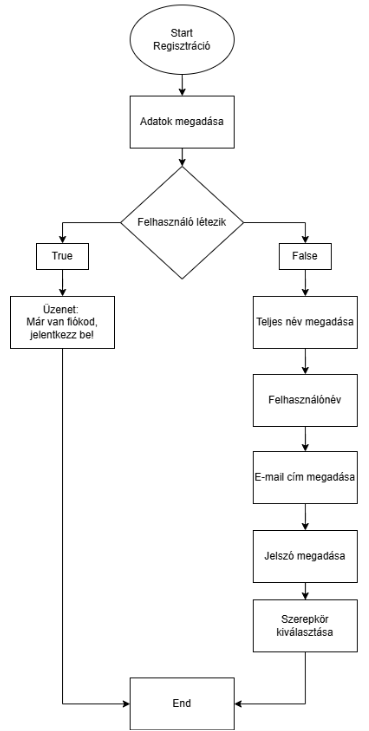 Start
Regisztráció
Adatok megadása
Felhasználó létezik
True
False
Üzenet:
Már van fiókod,
jelentkezz be!
Teljes név megadása
Felhasználónév
E-mail cím megadása
Jelszó megadása
Szerepkör
kiválasztása
End